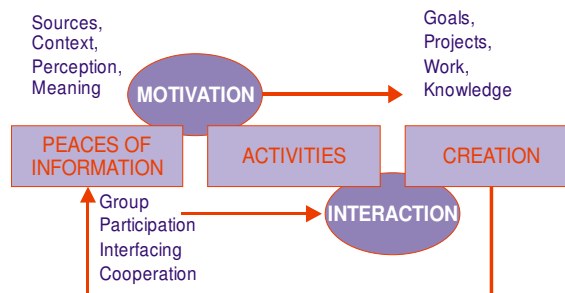 Sources,
Context,
Perception,
Meaning
MOTIVATION
Goals,
Projects,
Work,
Knowledge
PEACES OF
INFORMATION
ACTIVITIES
CREATION
Group
Participation
Interfacing
Cooperation
INTERACTION